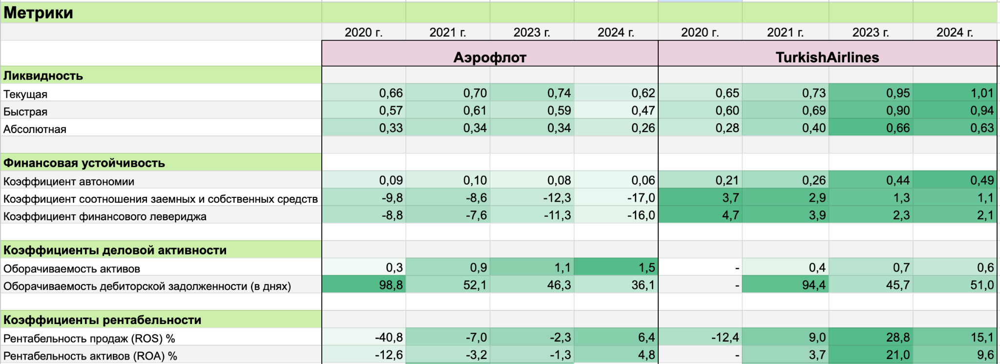 Метрики
2020 г. 2021 г. 2023 г. 2024 г. 2020 г. 2021 г. 2023 г. 2024 г.
Аэрофлот TurkishAirlines
Ликвидность
Текущая 0,66 0,70 0,74 0,62 0,65 0,73 0,95 1,01
Быстрая 0,57 0,61 0,59 0,47 0,60 0,69 0,90 0,94
Абсолютная 0,33 0,34 0,34 0,26 0,28 0,40 0,66 0,63
Финансовая устойчивость
Коэффициент автономии 0,09 0,10 0,08 0,06 0,21 0,26 0,44 0,49
Коэффициент соотношения заемных и собственных средств -9,8 -8,6 -12,3 -17,0 3,7 2,9 1,3 1,1
Коэффициент финансового левериджа -8,8 -7,6 -11,3 -16,0 4,7 3,9 2,3 2,1
Коэффициенты деловой активности
Оборачиваемость активов 0,3 0,9 1,1 1,5 - 0,4 0,7 0,6
Оборачиваемость дебиторской задолженности (в днях) 98,8 52,1 46,3 36,1 - 94,4 45,7 51,0
Коэффициенты рентабельности
Рентабельность продаж (ROS) % -40,8 -7,0 -2,3 6,4 -12,4 9,0 28,8 15,1
Рентабельность активов (ROA) % -12,6 -3,2 -1,3 4,8 - 3,7 21,0 9,6